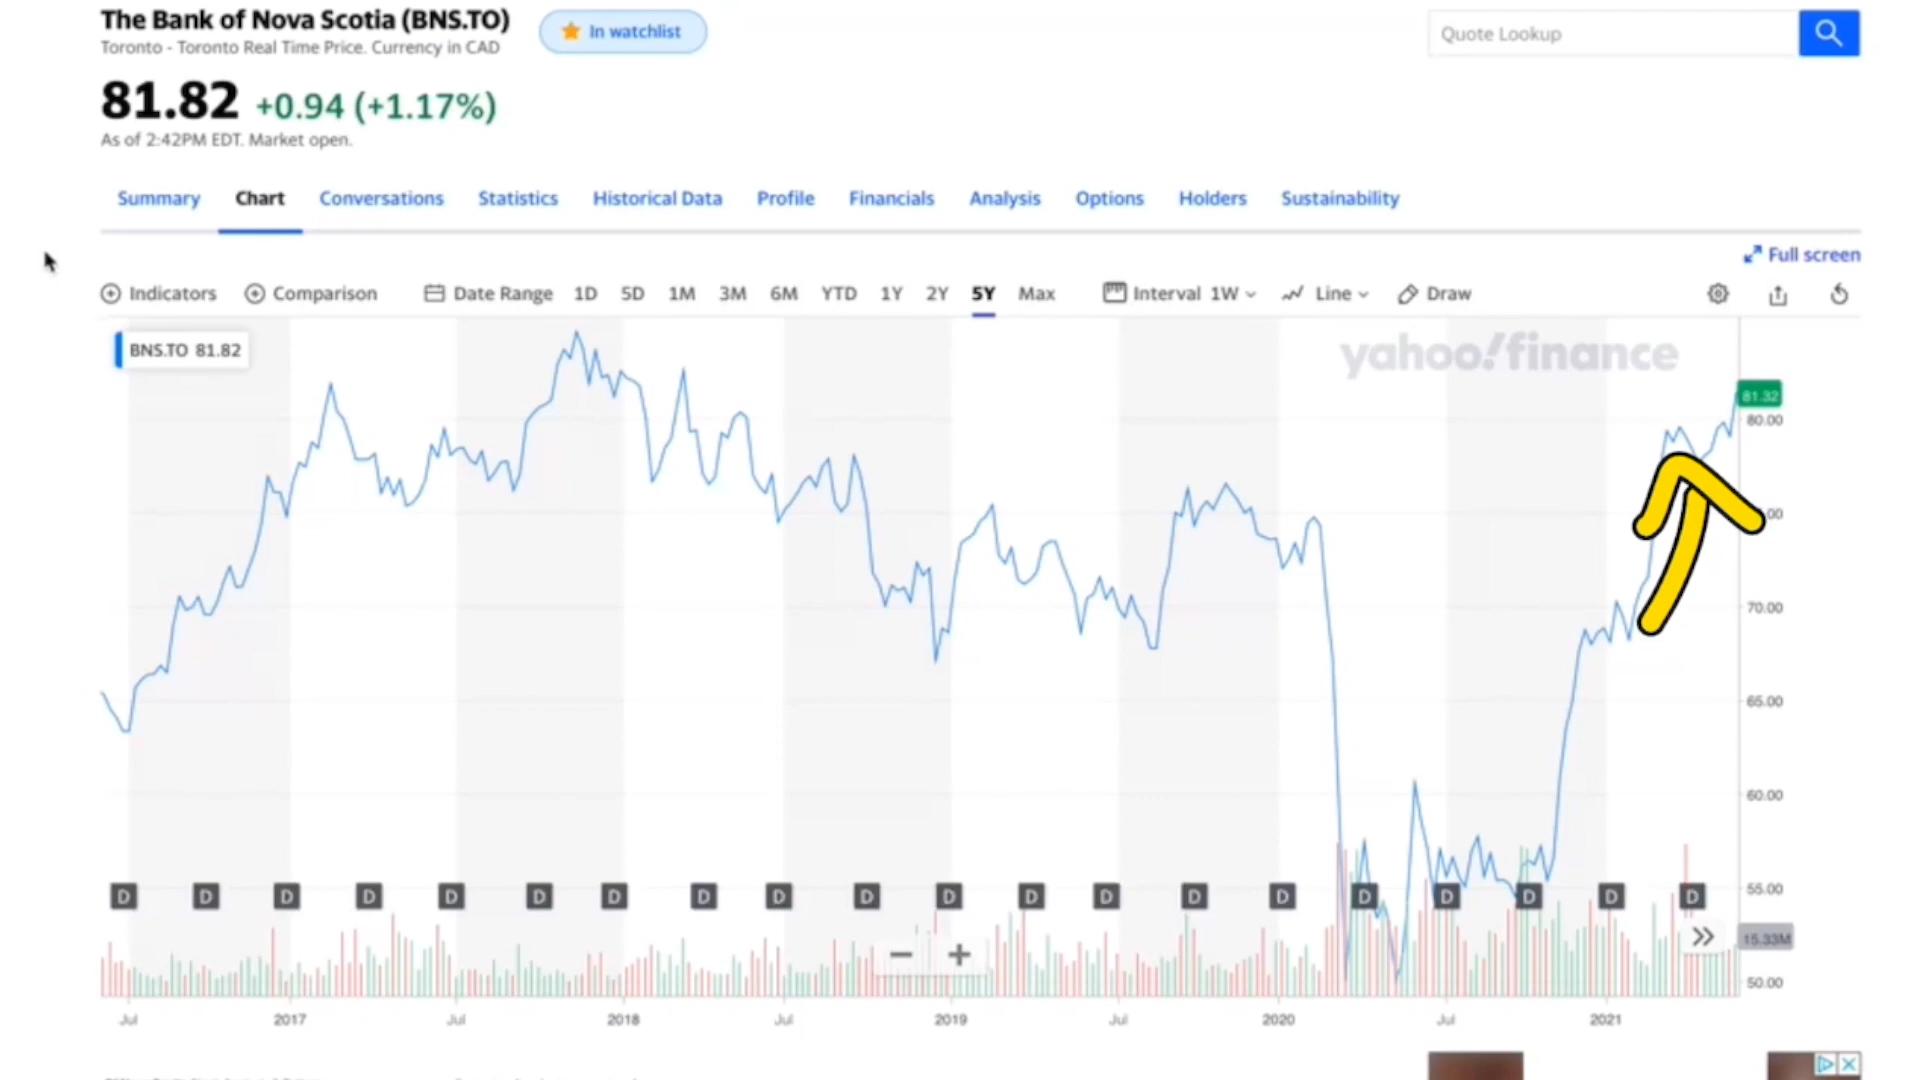 The Bank of Nova Scotia (BNS.TO)
In watchlist
Quote Lookup
Toronto - Toronto Real Time Price. Currency in CAD
81.82 +0.94 (+1.17%)
As of 2:42PM EDT. Market open.
Summary Chart Conversations Statistics Historical Data Profile Financials Analysis Options Holders Sustainability
Full screen
Indicators Comparison Date Range 1D 5D 1M 3M 6M YTD 1Y 2Y 5Y Max Interval 1W Line Draw
BNS.TO 81.82
yahoo!finance
81.32
80.00
70.00
65.00
60.00
55.00
D D D D D D D D D D D D D D D D D D D D
15.33M
50.00
Jul 2017 Jul 2018 Jul 2019 Jul 2020 Jul 2021